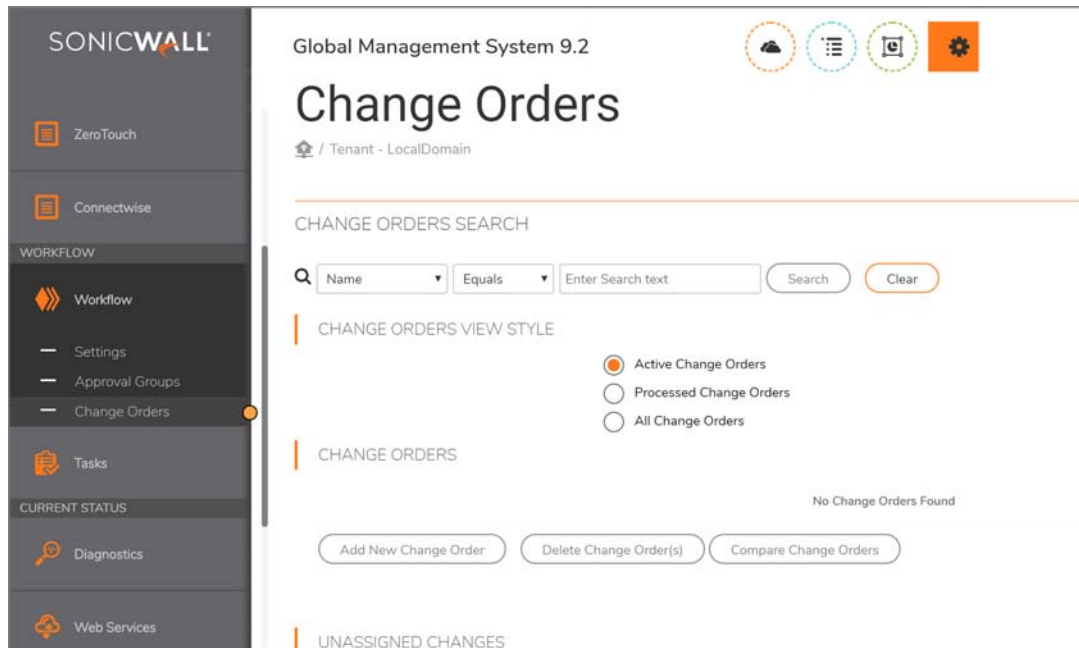 SONICWALL
ZeroTouch
Connectwise
WORKFLOW
Workflow
Settings
Approval Groups
Change Orders
Tasks
CURRENT STATUS
Diagnostics
Web Services
Global Management System 9.2
Change Orders
/ Tenant - LocalDomain
CHANGE ORDERS SEARCH
Name Equals Enter Search text Search Clear
CHANGE ORDERS VIEW STYLE
Active Change Orders
Processed Change Orders
All Change Orders
CHANGE ORDERS
No Change Orders Found
Add New Change Order Delete Change Order(s) Compare Change Orders
UNASSIGNED CHANGES